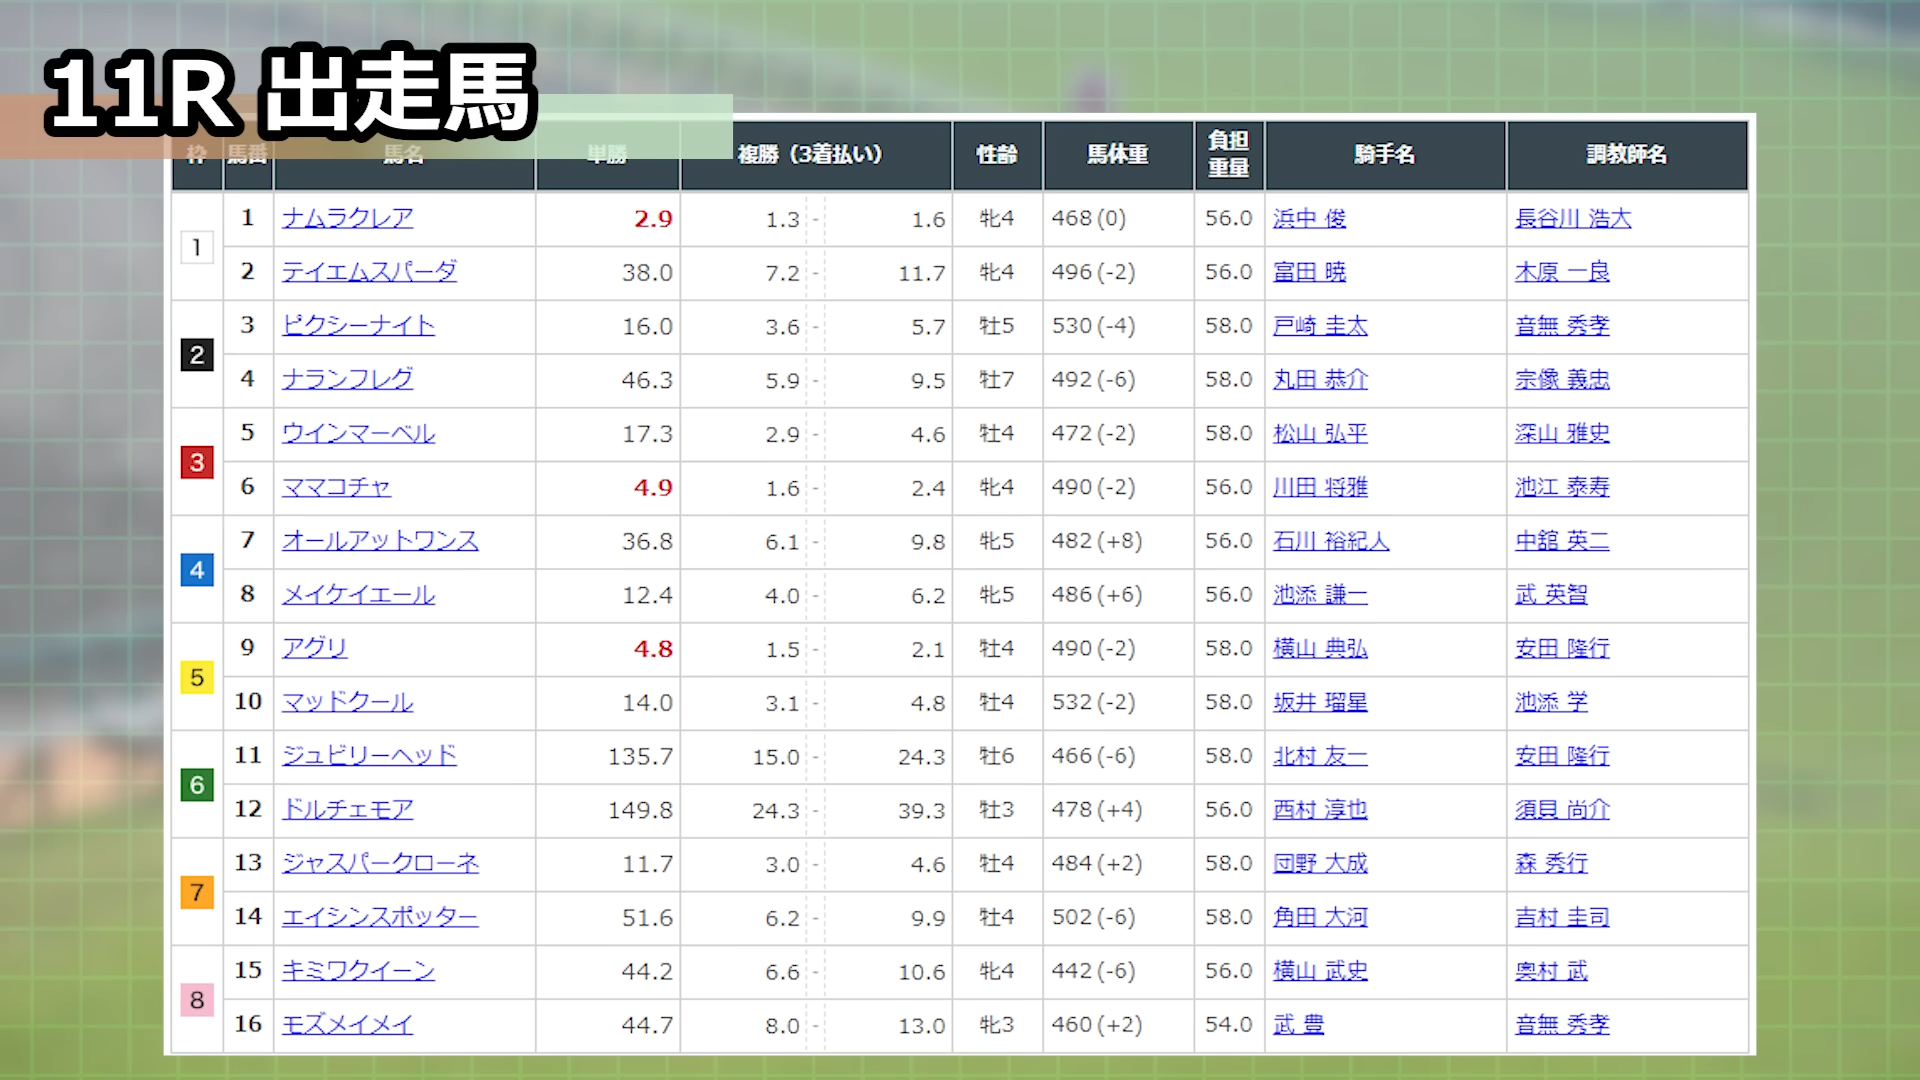 11R 出走馬
枠 馬番 馬名 単勝 複勝（3着払い） 性齢 馬体重 負担重量 騎手名 調教師名
1 1 ナムラクレア 2.9 1.3 - 1.6 牝4 468(0) 56.0 浜中 俊 長谷川 浩大
2 テイエムスパーダ 38.0 7.2 - 11.7 牝4 496(-2) 56.0 富田 暁 木原 一良
2 3 ピクシーナイト 16.0 3.6 - 5.7 牡5 530(-4) 58.0 戸崎 圭太 音無 秀孝
4 ナランフレグ 46.3 5.9 - 9.5 牡7 492(-6) 58.0 丸田 恭介 宗像 義忠
3 5 ウインマーベル 17.3 2.9 - 4.6 牡4 472(-2) 58.0 松山 弘平 深山 雅史
6 ママコチャ 4.9 1.6 - 2.4 牝4 490(-2) 56.0 川田 将雅 池江 泰寿
4 7 オールアットワンス 36.8 6.1 - 9.8 牝5 482(+8) 56.0 石川 裕紀人 中舘 英二
8 メイケイエール 12.4 4.0 - 6.2 牝5 486(+6) 56.0 池添 謙一 武 英智
5 9 アグリ 4.8 1.5 - 2.1 牡4 490(-2) 58.0 横山 典弘 安田 隆行
10 マッドクール 14.0 3.1 - 4.8 牡4 532(-2) 58.0 坂井 瑠星 池添 学
6 11 ジュビリーヘッド 135.7 15.0 - 24.3 牡6 466(-6) 58.0 北村 友一 安田 隆行
12 ドルチェモア 149.8 24.3 - 39.3 牡3 478(+4) 56.0 西村 淳也 須貝 尚介
7 13 ジャスパークローネ 11.7 3.0 - 4.6 牡4 484(+2) 58.0 団野 大成 森 秀行
14 エイシンスポッター 51.6 6.2 - 9.9 牡4 502(-6) 58.0 角田 大河 吉村 圭司
8 15 キミワクイーン 44.2 6.6 - 10.6 牝4 442(-6) 56.0 横山 武史 奥村 武
16 モズメイメイ 44.7 8.0 - 13.0 牝3 460(+2) 54.0 武 豊 音無 秀孝